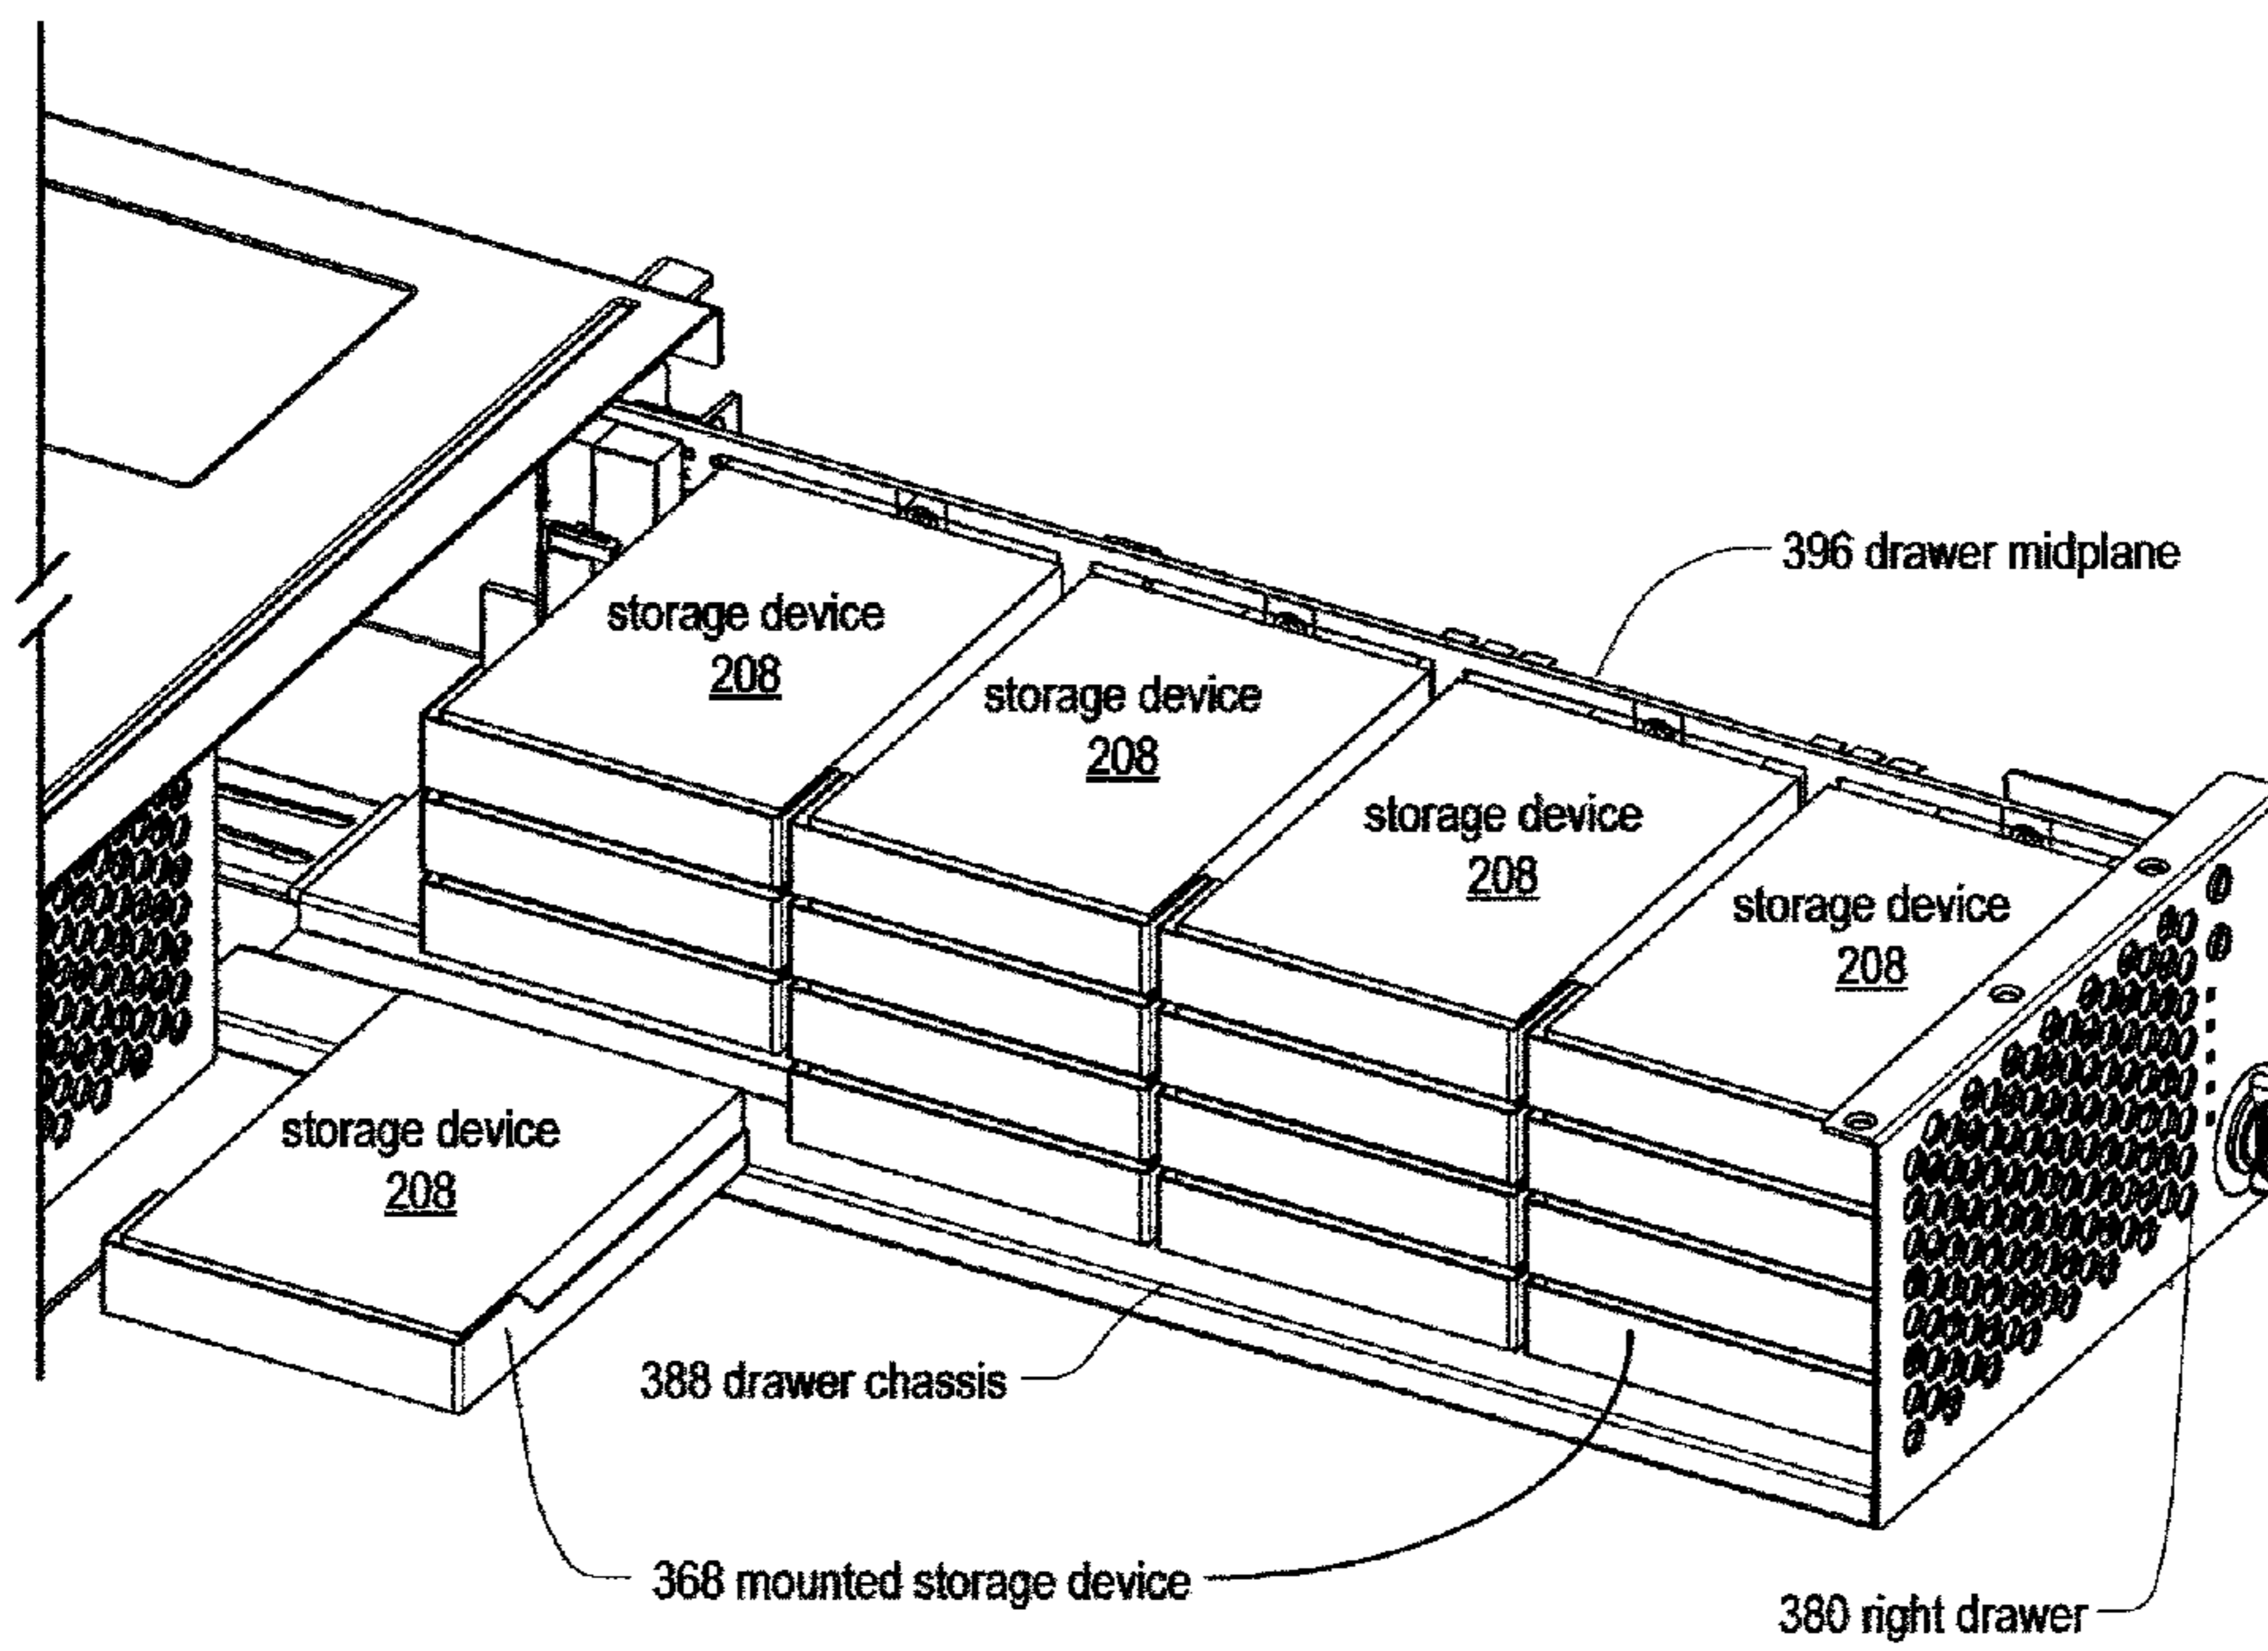 396 drawer midplane
storage device
208
storage device
208
storage device
208
storage device
208
storage device
208
388 drawer chassis
368 mounted storage device
380 right drawer